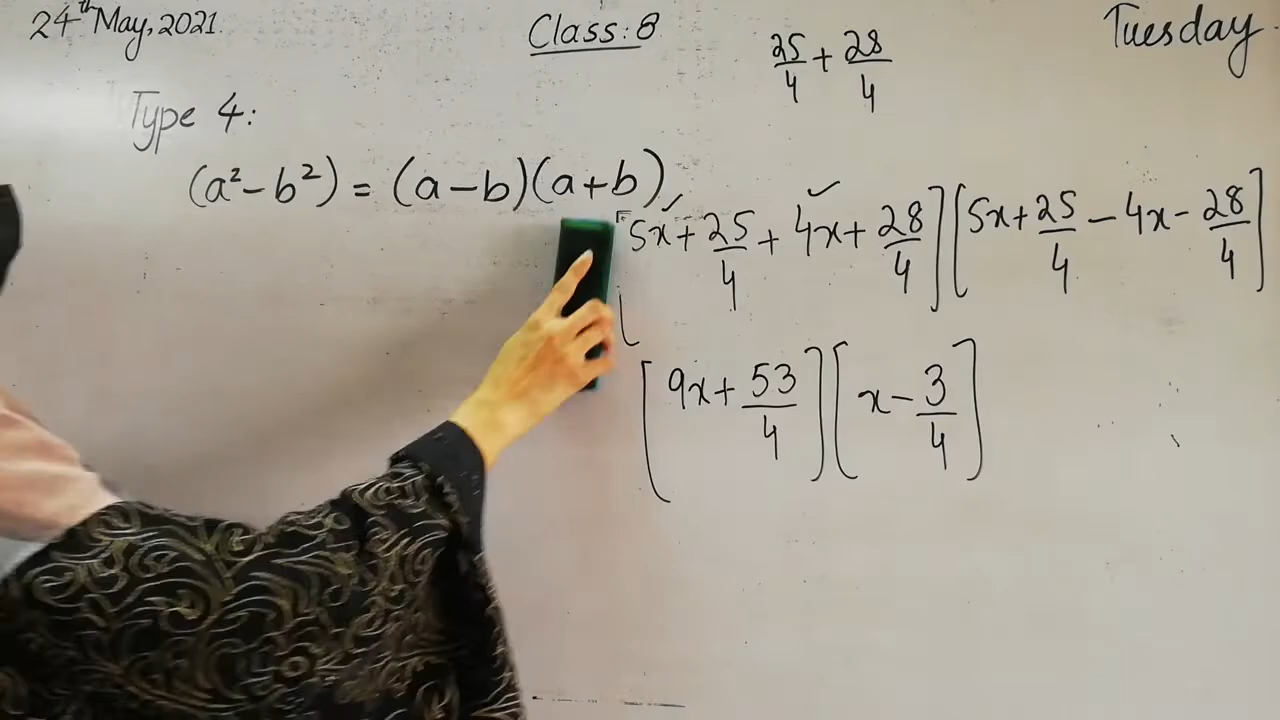 24th May, 2021.
Class: 8
Tuesday
25/4 + 28/4
Type 4:
(a² - b²) = (a - b)(a + b)
[5x + 25/4 + 4x + 28/4] [5x + 25/4 - 4x - 28/4]
[9x + 53/4] [x - 3/4]